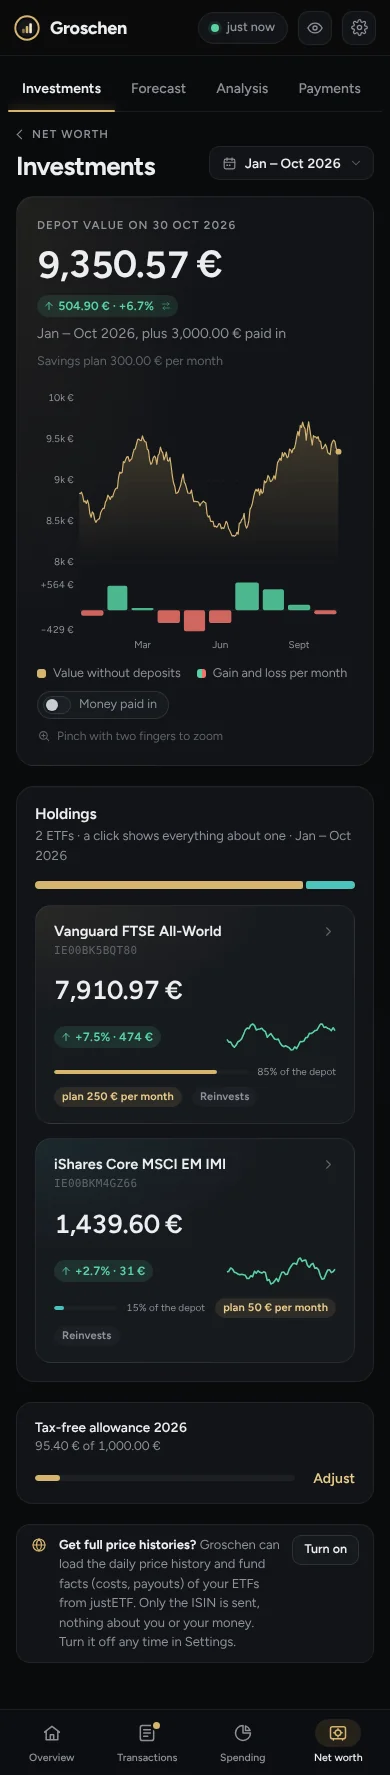 Groschen
just now
Investments Forecast Analysis Payments
NET WORTH
Investments
Jan – Oct 2026
DEPOT VALUE ON 30 OCT 2026
9,350.57 €
↑ 504.90 € · +6.7%
Jan – Oct 2026, plus 3,000.00 € paid in
Savings plan 300.00 € per month
10k €
9.5k €
9k €
8.5k €
8k €
+564 €
−429 €
Mar Jun Sept
Value without deposits Gain and loss per month
Money paid in
Pinch with two fingers to zoom
Holdings
2 ETFs · a click shows everything about one · Jan – Oct
2026
Vanguard FTSE All-World
IE00BK5BQT80
7,910.97 €
↑ +7.5% · 474 €
85% of the depot
plan 250 € per month Reinvests
iShares Core MSCI EM IMI
IE00BKM4GZ66
1,439.60 €
↑ +2.7% · 31 €
15% of the depot plan 50 € per month
Reinvests
Tax-free allowance 2026
95.40 € of 1,000.00 €
Adjust
Get full price histories? Groschen can
load the daily price history and fund
facts (costs, payouts) of your ETFs
from justETF. Only the ISIN is sent,
nothing about you or your money.
Turn it off any time in Settings.
Turn on
Overview Transactions Spending Net worth